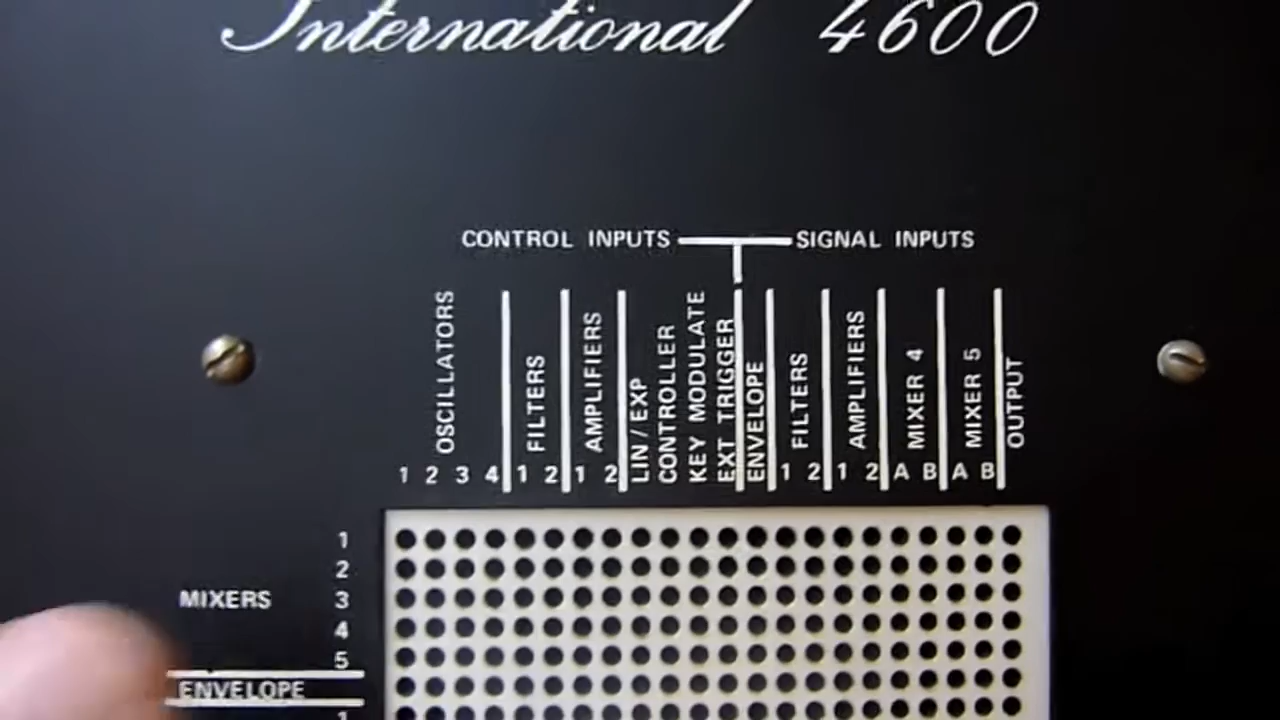 International 4600
CONTROL INPUTS SIGNAL INPUTS
OSCILLATORS
FILTERS
AMPLIFIERS
LIN / EXP
CONTROLLER
KEY MODULATE
EXT TRIGGER
ENVELOPE
FILTERS
AMPLIFIERS
MIXER 4
MIXER 5
OUTPUT
1 2 3 4 1 2 1 2 1 2 1 2 A B A B
1
2
MIXERS 3
4
5
ENVELOPE
1